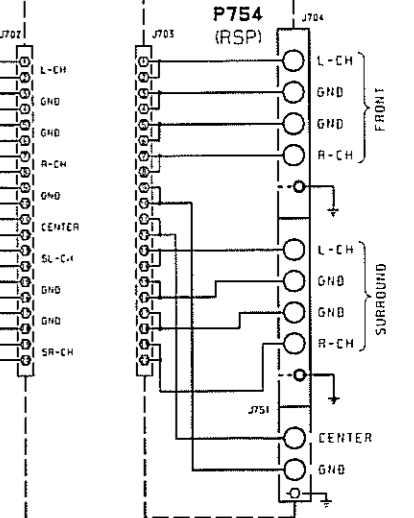 P754
(RSP)
J702
J703
J704
L-CH
GND
GND
R-CH
GND
CENTER
SL-CH
GND
GND
SR-CH
L-CH
GND
GND
R-CH
FRONT
L-CH
GND
GND
R-CH
SURROUND
J751
CENTER
GND